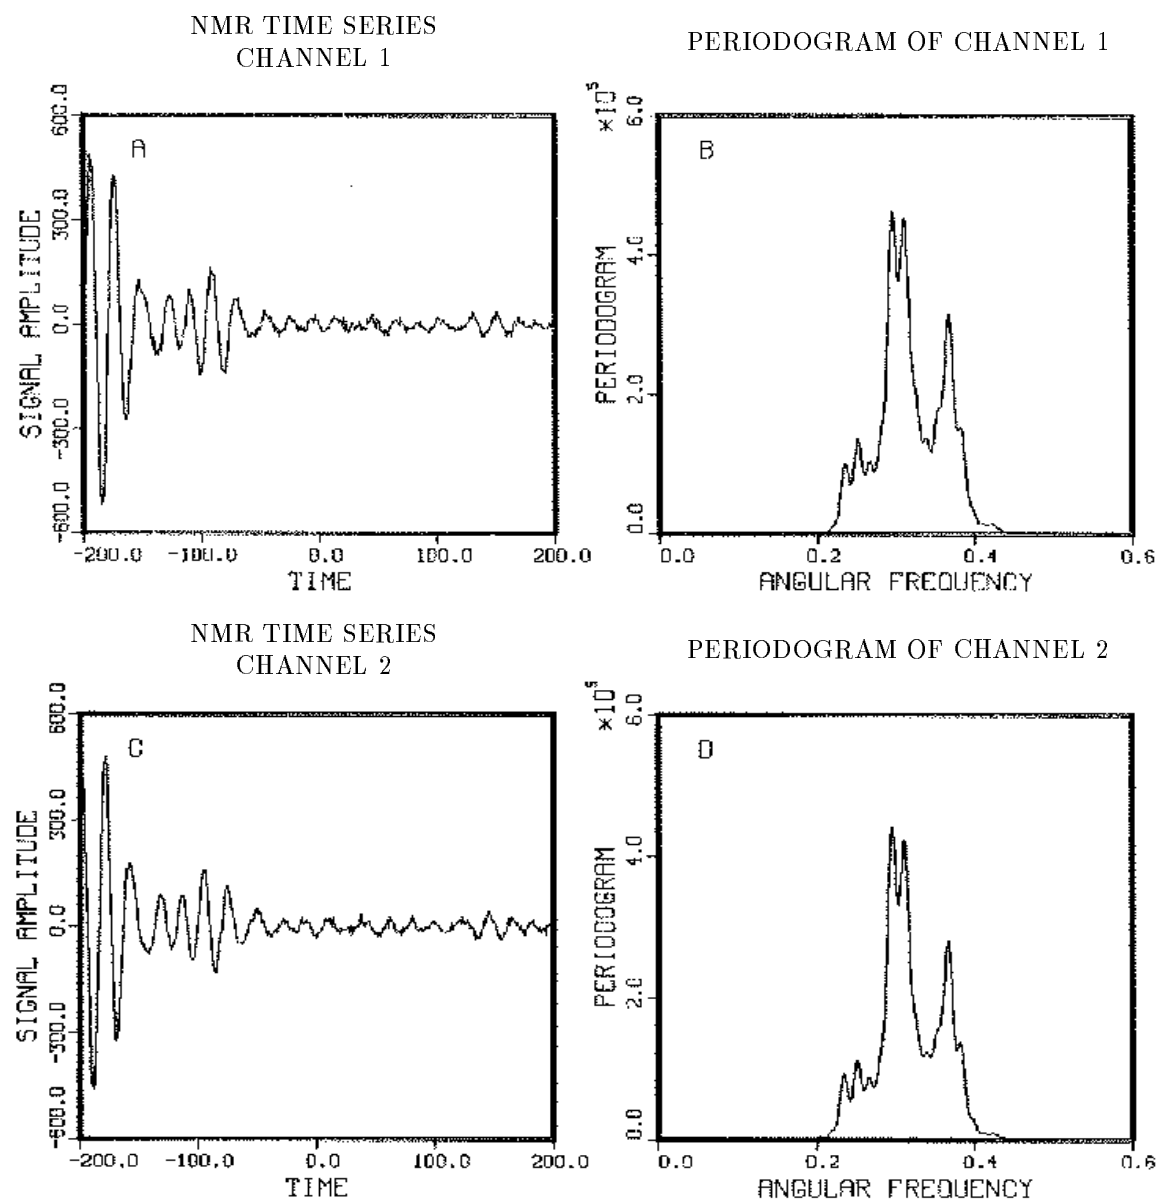 NMR TIME SERIES
CHANNEL 1
PERIODOGRAM OF CHANNEL 1
A
600.0
300.0
0.0
-300.0
-600.0
SIGNAL AMPLITUDE
-200.0 -100.0 0.0 100.0 200.0
TIME
B
*10^5
6.0
4.0
2.0
0.0
PERIODOGRAM
0.0 0.2 0.4 0.6
ANGULAR FREQUENCY
NMR TIME SERIES
CHANNEL 2
PERIODOGRAM OF CHANNEL 2
C
600.0
300.0
0.0
-300.0
-600.0
SIGNAL AMPLITUDE
-200.0 -100.0 0.0 100.0 200.0
TIME
D
*10^5
6.0
4.0
2.0
0.0
PERIODOGRAM
0.0 0.2 0.4 0.6
ANGULAR FREQUENCY